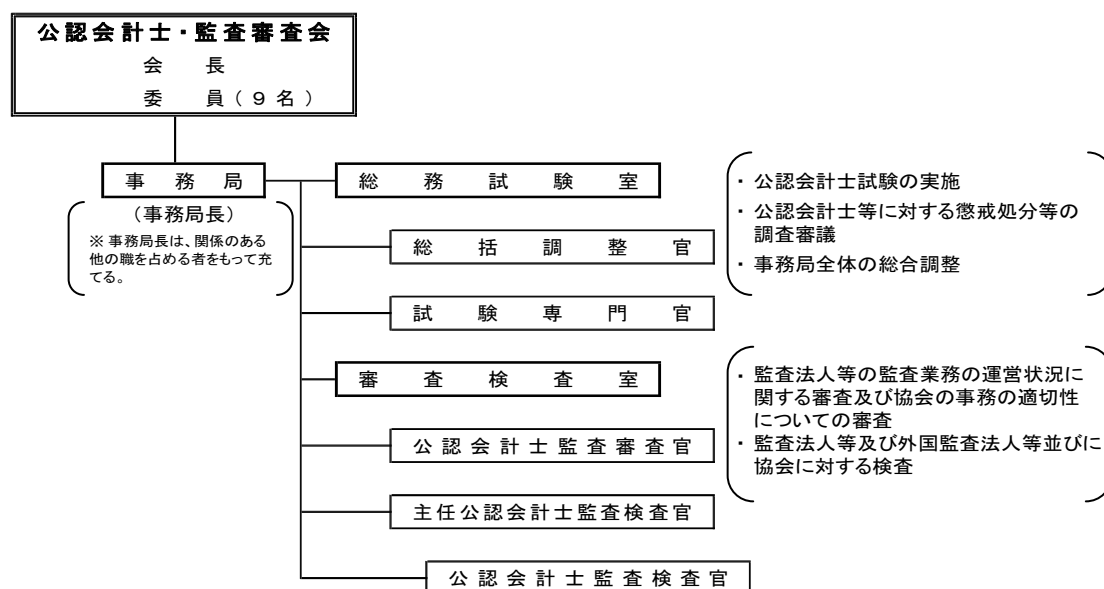 公認会計士・監査審査会
会長
委員(9名)
事務局
(事務局長)
※事務局長は、関係のある
他の職を占める者をもって充
てる。
総務試験室
総括調整官
試験専門官
・公認会計士試験の実施
・公認会計士等に対する懲戒処分等の
調査審議
・事務局全体の総合調整
審査検査室
公認会計士監査審査官
主任公認会計士監査検査官
公認会計士監査検査官
・監査法人等の監査業務の運営状況に
関する審査及び協会の事務の適切性
についての審査
・監査法人等及び外国監査法人等並びに
協会に対する検査